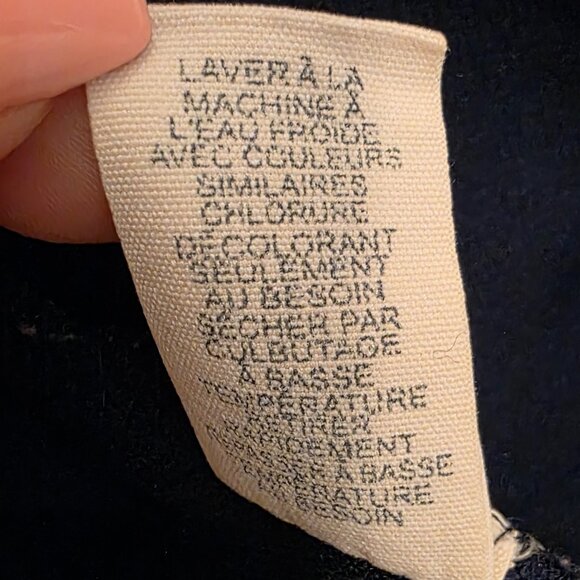 LAVER À LA
MACHINE À
L'EAU FROIDE
AVEC COULEURS
SIMILAIRES
CHLORURE
DÉCOLORANT
SEULEMENT
AU BESOIN
SÉCHER PAR
CULBUTAGE
À BASSE
TEMPÉRATURE
RETIRER
RAPIDEMENT
REPASSER À BASSE
TEMPÉRATURE
AU BESOIN